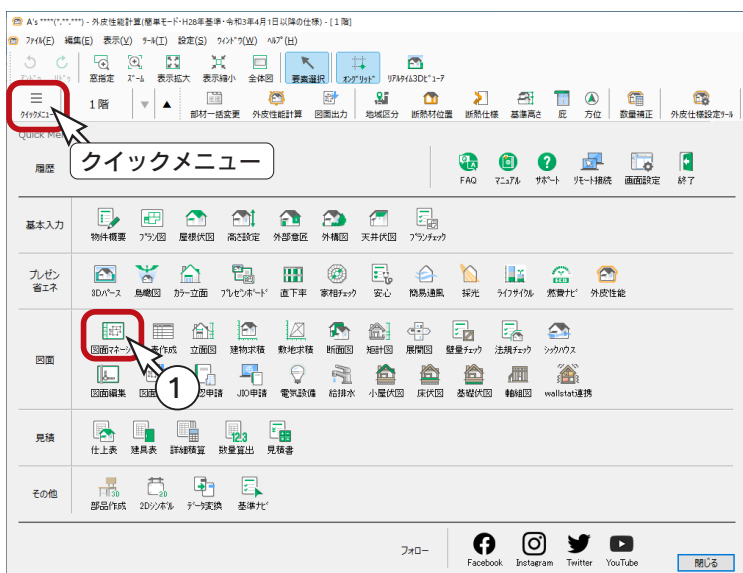 A's ****(*.**.***) - 外皮性能計算(簡単モード・H28年基準・令和3年4月1日以降の仕様) - [1 階]
ファイル(F) 編集(E) 表示(V) ツール(T) 設定(S) ウィンドウ(W) ヘルプ(H)
窓指定 ズーム 表示拡大 表示縮小 全体図 要素選択 オングリッド リアルタイム3Dビューア
クイックメニュー 1 階 ▼ ▲ 部材一括変更 外皮性能計算 図面出力 地域区分 断熱材位置 断熱仕様 基準高さ 庇 方位 数量補正 外皮仕様設定ツール
クイックメニュー
履歴 FAQ マニュアル サポート リモート接続 画面設定 終了
基本入力 物件概要 プラン図 屋根伏図 高さ設定 外部意匠 外構図 天井伏図 プランチェック
プレゼン
省エネ
3Dパース 鳥瞰図 カラー立面 プレゼンボード 直下率 家相チェック 安心 簡易通風 採光 ライフサイクル 燃費ナビ 外皮性能
図面
図面マネージ 表作成 立面図 建物求積 敷地求積 断面図 矩計図 展開図 壁量チェック 法規チェック シックハウス
1
図面編集 申請 JIO申請 電気設備 給排水 小屋伏図 床伏図 基礎伏図 軸組図 wallstat連携
見積 仕上表 建具表 詳細積算 数量算出 見積書
その他 部品作成 2Dシンボル データ変換 基準ナビ
フォロー Facebook Instagram Twitter YouTube 閉じる